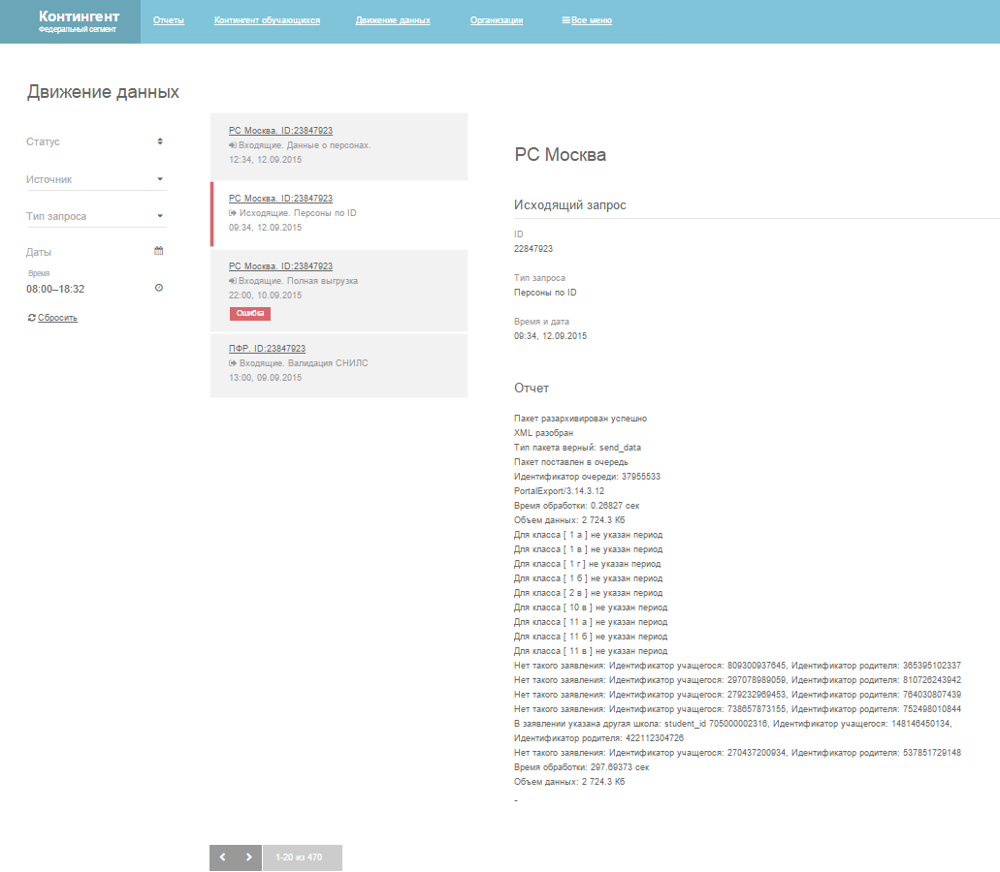 Контингент
Федеральный сегмент
Отчеты
Контингент обучающихся
Движение данных
Организации
Все меню
Движение данных
Статус
Источник
Тип запроса
Даты
Время
08:00–18:32
Сбросить
РС Москва. ID:23847923
Входящие. Данные о персонах.
12:34, 12.09.2015
РС Москва. ID:23847923
Исходящие. Персоны по ID
09:34, 12.09.2015
РС Москва. ID:23847923
Входящие. Полная выгрузка
22:00, 10.09.2015
Ошибка
ПФР. ID:23847923
Входящие. Валидация СНИЛС
13:00, 09.09.2015
РС Москва
Исходящий запрос
ID
22847923
Тип запроса
Персоны по ID
Время и дата
09:34, 12.09.2015
Отчет
Пакет разархивирован успешно
XML разобран
Тип пакета верный: send_data
Пакет поставлен в очередь
Идентификатор очереди: 37955533
PortalExport/3.14.3.12
Время обработки: 0.26827 сек
Объем данных: 2 724.3 Кб
Для класса [ 1 а ] не указан период
Для класса [ 1 в ] не указан период
Для класса [ 1 г ] не указан период
Для класса [ 1 б ] не указан период
Для класса [ 2 в ] не указан период
Для класса [ 10 в ] не указан период
Для класса [ 11 а ] не указан период
Для класса [ 11 б ] не указан период
Для класса [ 11 в ] не указан период
Нет такого заявления: Идентификатор учащегося: 809300937645, Идентификатор родителя: 365395102337
Нет такого заявления: Идентификатор учащегося: 297078989059, Идентификатор родителя: 810726243942
Нет такого заявления: Идентификатор учащегося: 279232969453, Идентификатор родителя: 764030807439
Нет такого заявления: Идентификатор учащегося: 738657873155, Идентификатор родителя: 752498010844
В заявлении указана другая школа: student_id 705000002316, Идентификатор учащегося: 148146450134,
Идентификатор родителя: 422112304726
Нет такого заявления: Идентификатор учащегося: 270437200934, Идентификатор родителя: 537851729148
Время обработки: 297.69373 сек
Объем данных: 2 724.3 Кб
-
1-20 из 470